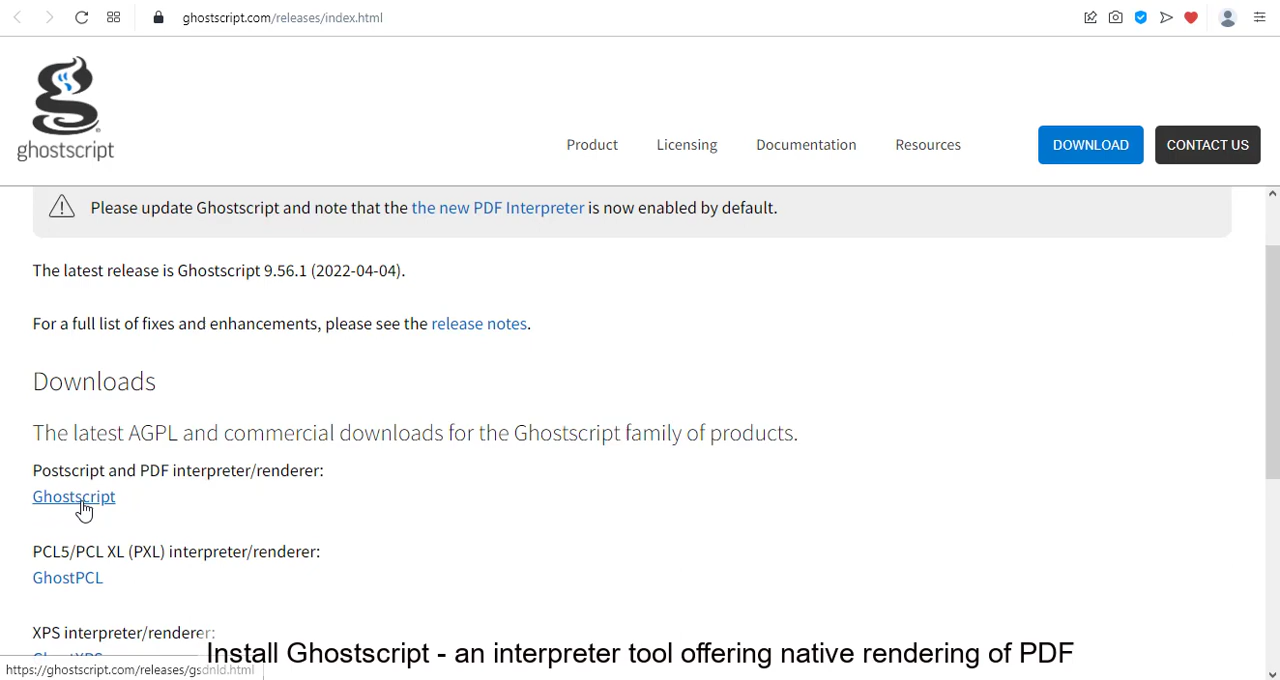 ghostscript.com/releases/index.html
ghostscript
Product
Licensing
Documentation
Resources
DOWNLOAD
CONTACT US
Please update Ghostscript and note that the the new PDF Interpreter is now enabled by default.
The latest release is Ghostscript 9.56.1 (2022-04-04).
For a full list of fixes and enhancements, please see the release notes.
Downloads
The latest AGPL and commercial downloads for the Ghostscript family of products.
Postscript and PDF interpreter/renderer:
Ghostscript
PCL5/PCL XL (PXL) interpreter/renderer:
GhostPCL
XPS interpreter/renderer:
GhostXPS
Install Ghostscript - an interpreter tool offering native rendering of PDF
https://ghostscript.com/releases/gsdnld.html